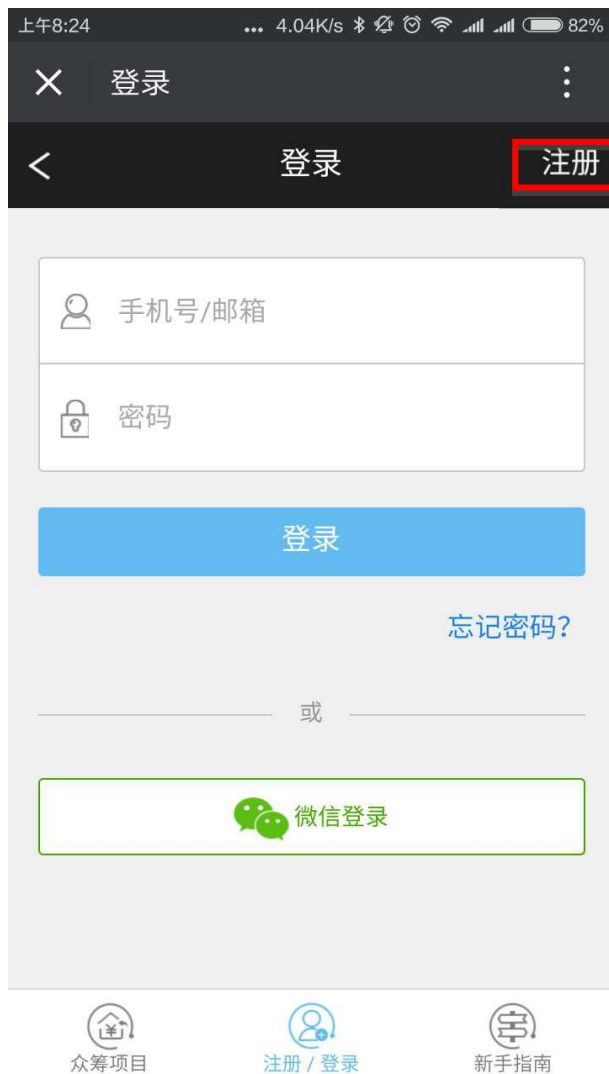 上午8:24 ... 4.04K/s 82%
登录
登录 注册
手机号/邮箱
密码
登录
忘记密码?
或
微信登录
众筹项目 注册 / 登录 新手指南